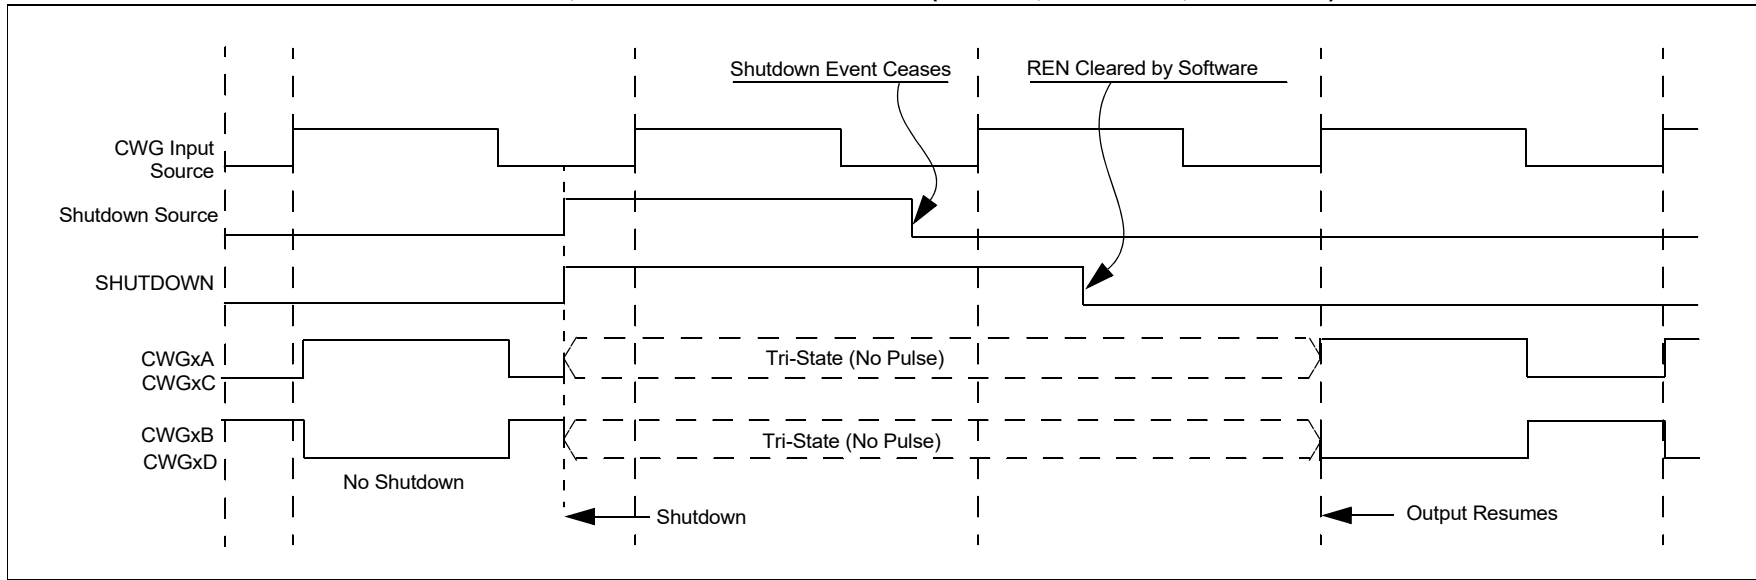 Shutdown Event Ceases
REN Cleared by Software
CWG Input
Source
Shutdown Source
SHUTDOWN
CWGxA
CWGxC
Tri-State (No Pulse)
CWGxB
CWGxD
Tri-State (No Pulse)
No Shutdown
Shutdown
Output Resumes